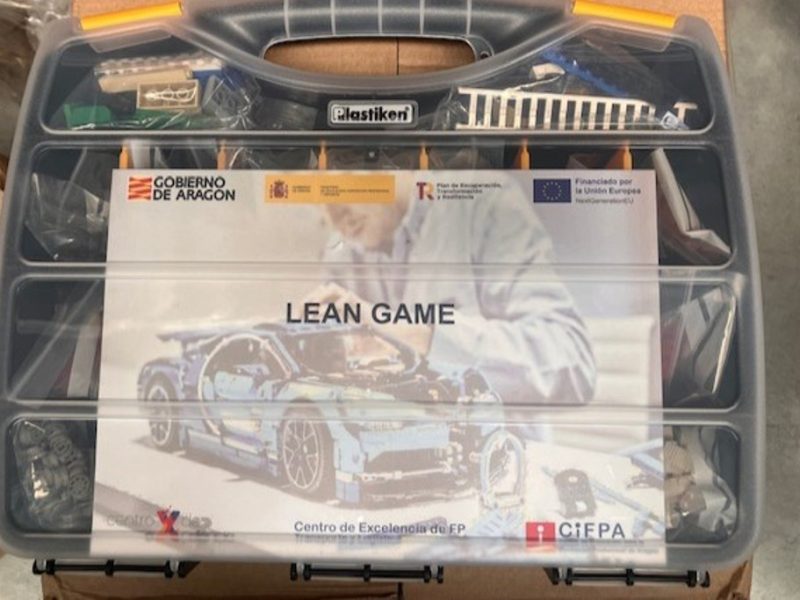 Plastiken
GOBIERNO
DE ARAGON
Plan de Recuperación,
Transformación
y Resiliencia
Financiado por
la Unión Europea
NextGenerationEU
LEAN GAME
Centro de Excelencia de FP
Transporte y Logística
CiFPA